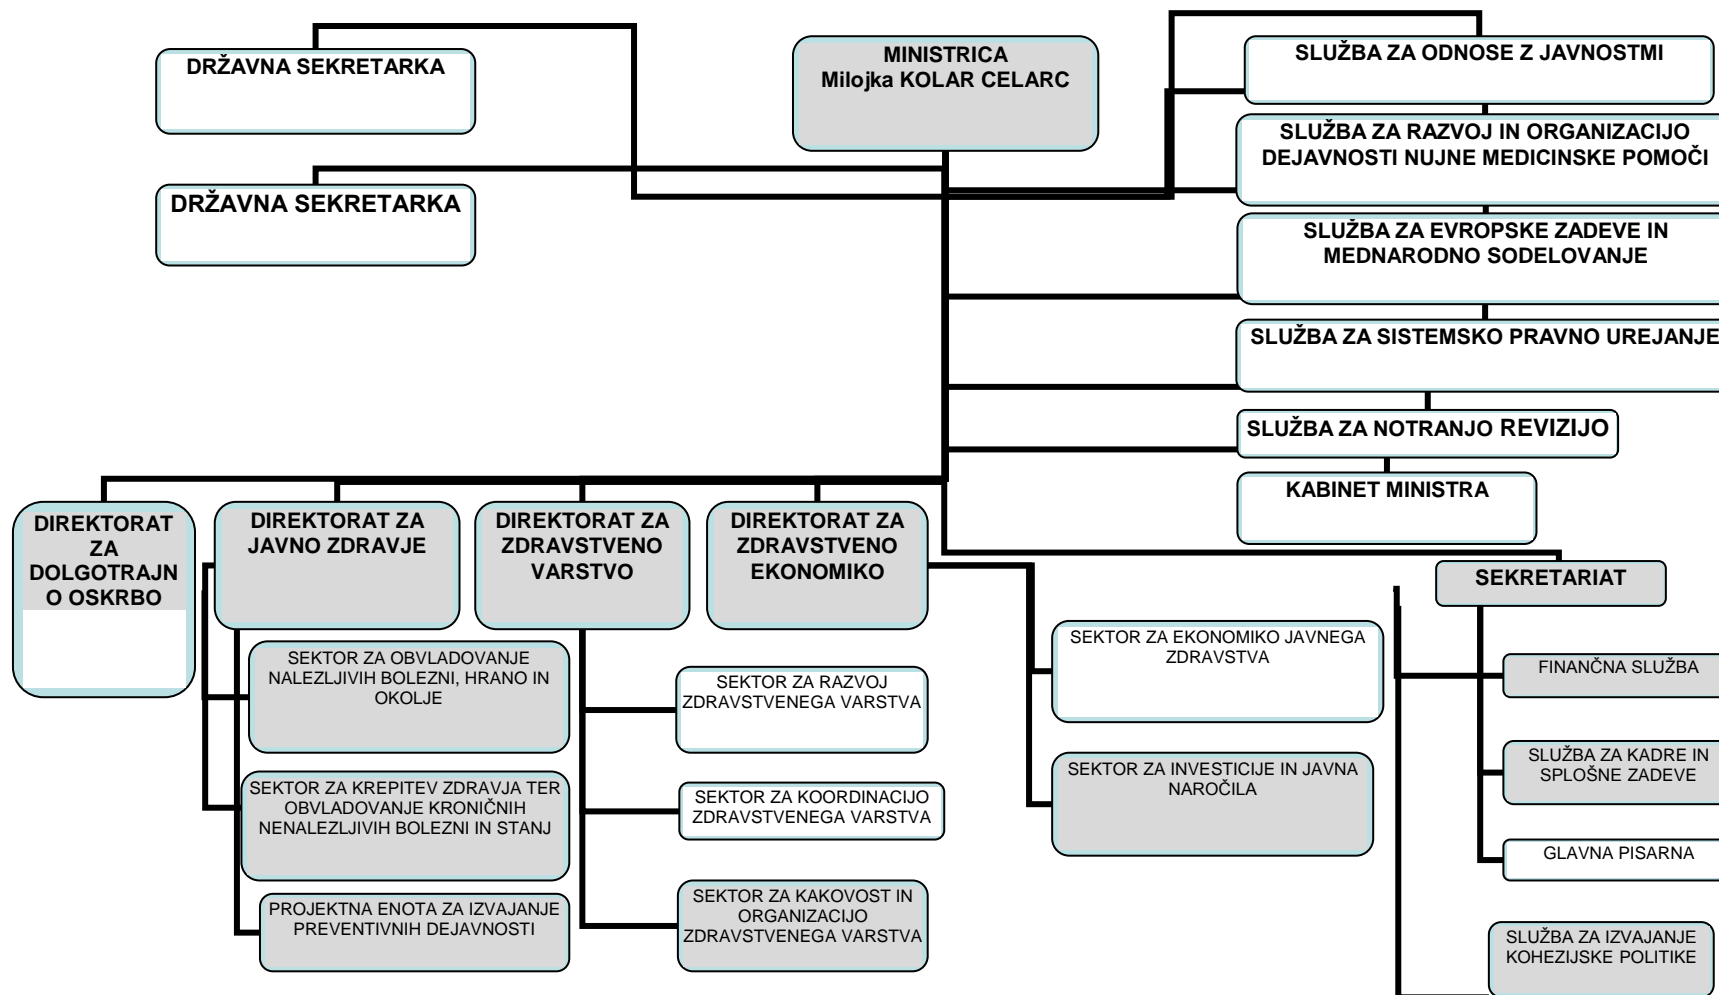 DRŽAVNA SEKRETARKA
MINISTRICA
Milojka KOLAR CELARC
SLUŽBA ZA ODNOSE Z JAVNOSTMI
SLUŽBA ZA RAZVOJ IN ORGANIZACIJO
DEJAVNOSTI NUJNE MEDICINSKE POMOČI
DRŽAVNA SEKRETARKA
SLUŽBA ZA EVROPSKE ZADEVE IN
MEDNARODNO SODELOVANJE
SLUŽBA ZA SISTEMSKO PRAVNO UREJANJE
SLUŽBA ZA NOTRANJO REVIZIJO
KABINET MINISTRA
DIREKTORAT
ZA
DOLGOTRAJN
O OSKRBO
DIREKTORAT ZA
JAVNO ZDRAVJE
DIREKTORAT ZA
ZDRAVSTVENO
VARSTVO
DIREKTORAT ZA
ZDRAVSTVENO
EKONOMIKO
SEKRETARIAT
SEKTOR ZA OBVLADOVANJE
NALEZLJIVIH BOLEZNI, HRANO IN
OKOLJE
SEKTOR ZA KREPITEV ZDRAVJA TER
OBVLADOVANJE KRONIČNIH
NENALEZLJIVIH BOLEZNI IN STANJ
PROJEKTNA ENOTA ZA IZVAJANJE
PREVENTIVNIH DEJAVNOSTI
SEKTOR ZA RAZVOJ
ZDRAVSTVENEGA VARSTVA
SEKTOR ZA KOORDINACIJO
ZDRAVSTVENEGA VARSTVA
SEKTOR ZA KAKOVOST IN
ORGANIZACIJO
ZDRAVSTVENEGA VARSTVA
SEKTOR ZA EKONOMIKO JAVNEGA
ZDRAVSTVA
SEKTOR ZA INVESTICIJE IN JAVNA
NAROČILA
FINANČNA SLUŽBA
SLUŽBA ZA KADRE IN
SPLOŠNE ZADEVE
GLAVNA PISARNA
SLUŽBA ZA IZVAJANJE
KOHEZIJSKE POLITIKE